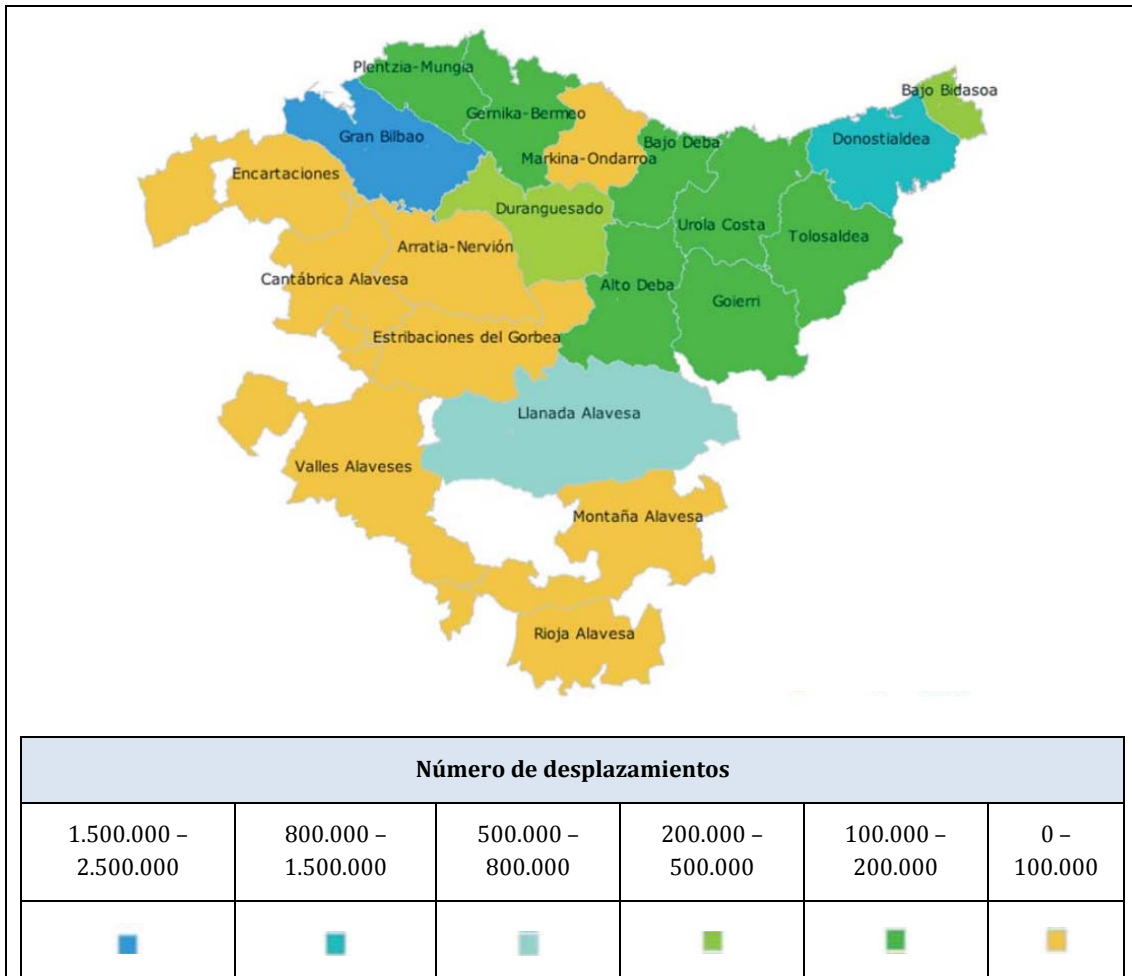 Plentzia-Mungia
Bajo Bidasoa
Gernika-Bermeo
Gran Bilbao
Bajo Deba
Donostialdea
Markina-Ondarroa
Encartaciones
Duranguesado
Urola Costa
Tolosaldea
Arratia-Nervión
Cantábrica Alavesa
Alto Deba
Goierri
Estribaciones del Gorbea
Llanada Alavesa
Valles Alaveses
Montaña Alavesa
Rioja Alavesa
Número de desplazamientos
1.500.000 –
2.500.000
800.000 –
1.500.000
500.000 –
800.000
200.000 –
500.000
100.000 –
200.000
0 –
100.000